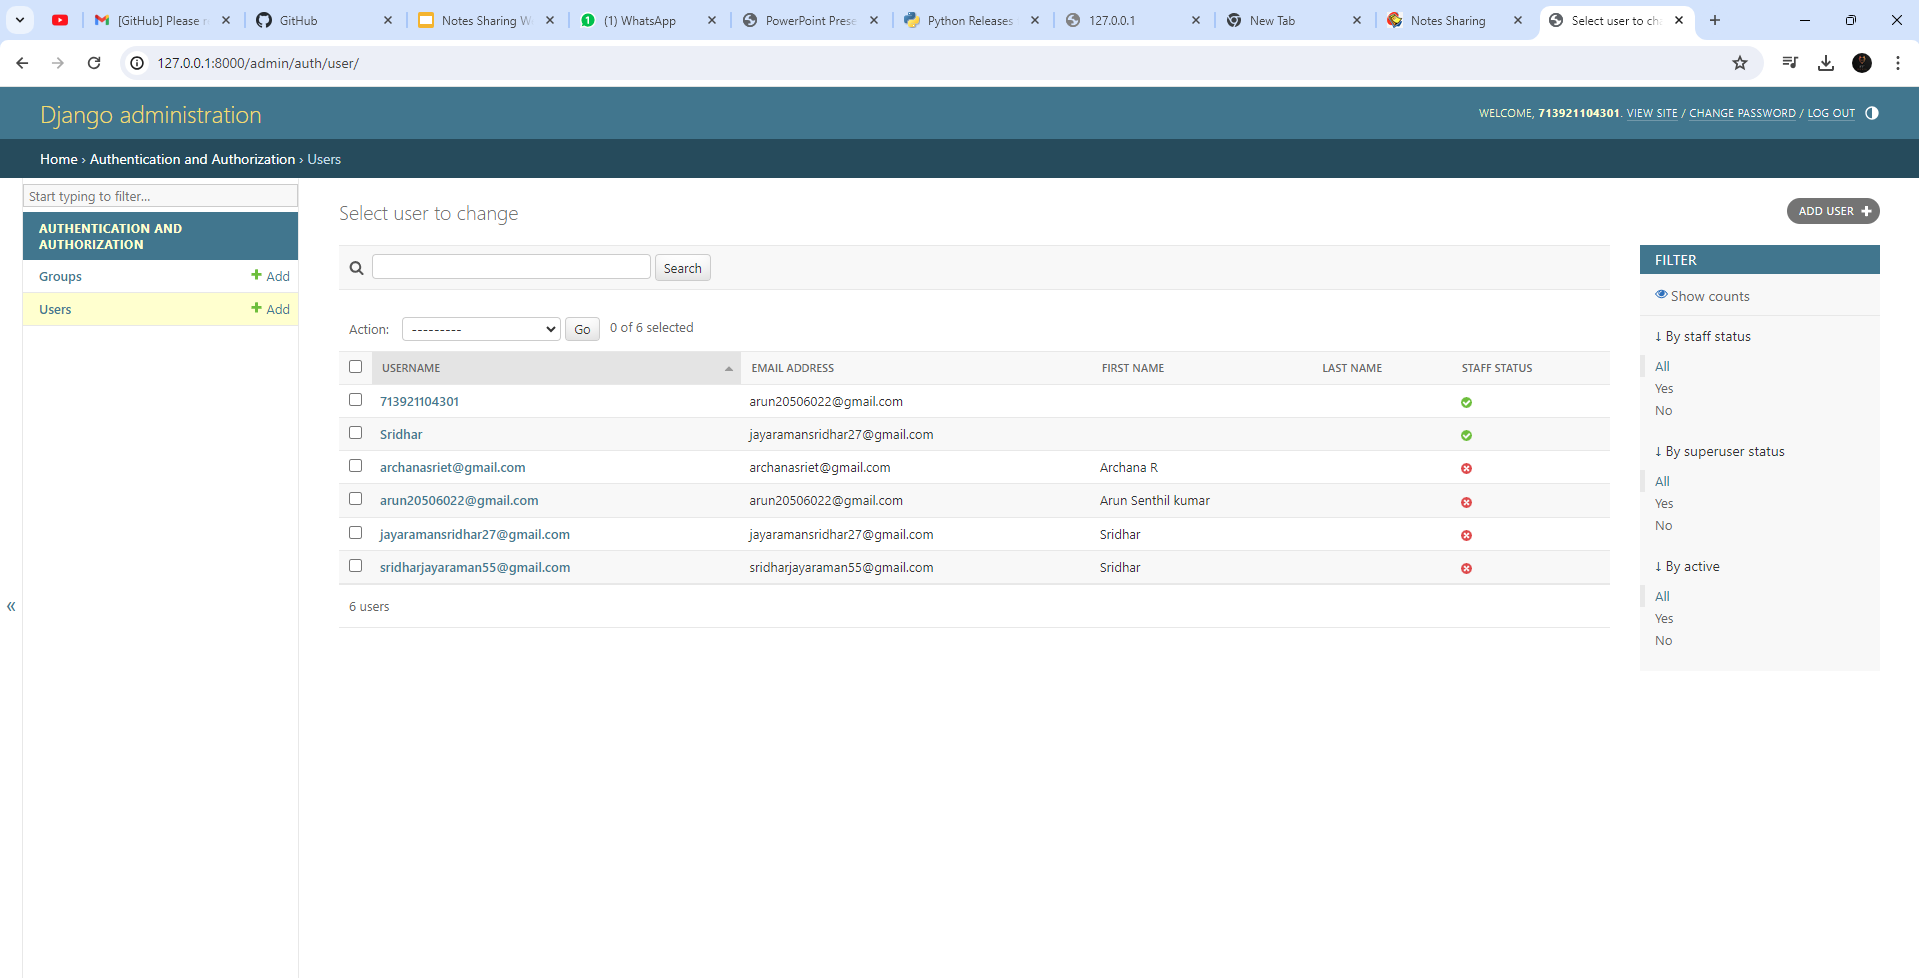 [GitHub] Please r
GitHub
Notes Sharing W
(1) WhatsApp
PowerPoint Prese
Python Releases
127.0.0.1
New Tab
Notes Sharing
Select user to cha
127.0.0.1:8000/admin/auth/user/
Django administration
WELCOME, 713921104301. VIEW SITE / CHANGE PASSWORD / LOG OUT
Home › Authentication and Authorization › Users
Start typing to filter...
AUTHENTICATION AND
AUTHORIZATION
Groups
Add
Users
Add
Select user to change
ADD USER
Search
Action:
---------
Go
0 of 6 selected
USERNAME EMAIL ADDRESS FIRST NAME LAST NAME STAFF STATUS
713921104301 arun20506022@gmail.com
Sridhar jayaramansridhar27@gmail.com
archanasriet@gmail.com archanasriet@gmail.com Archana R
arun20506022@gmail.com arun20506022@gmail.com Arun Senthil kumar
jayaramansridhar27@gmail.com jayaramansridhar27@gmail.com Sridhar
sridharjayaraman55@gmail.com sridharjayaraman55@gmail.com Sridhar
6 users
FILTER
Show counts
↓ By staff status
All
Yes
No
↓ By superuser status
All
Yes
No
↓ By active
All
Yes
No